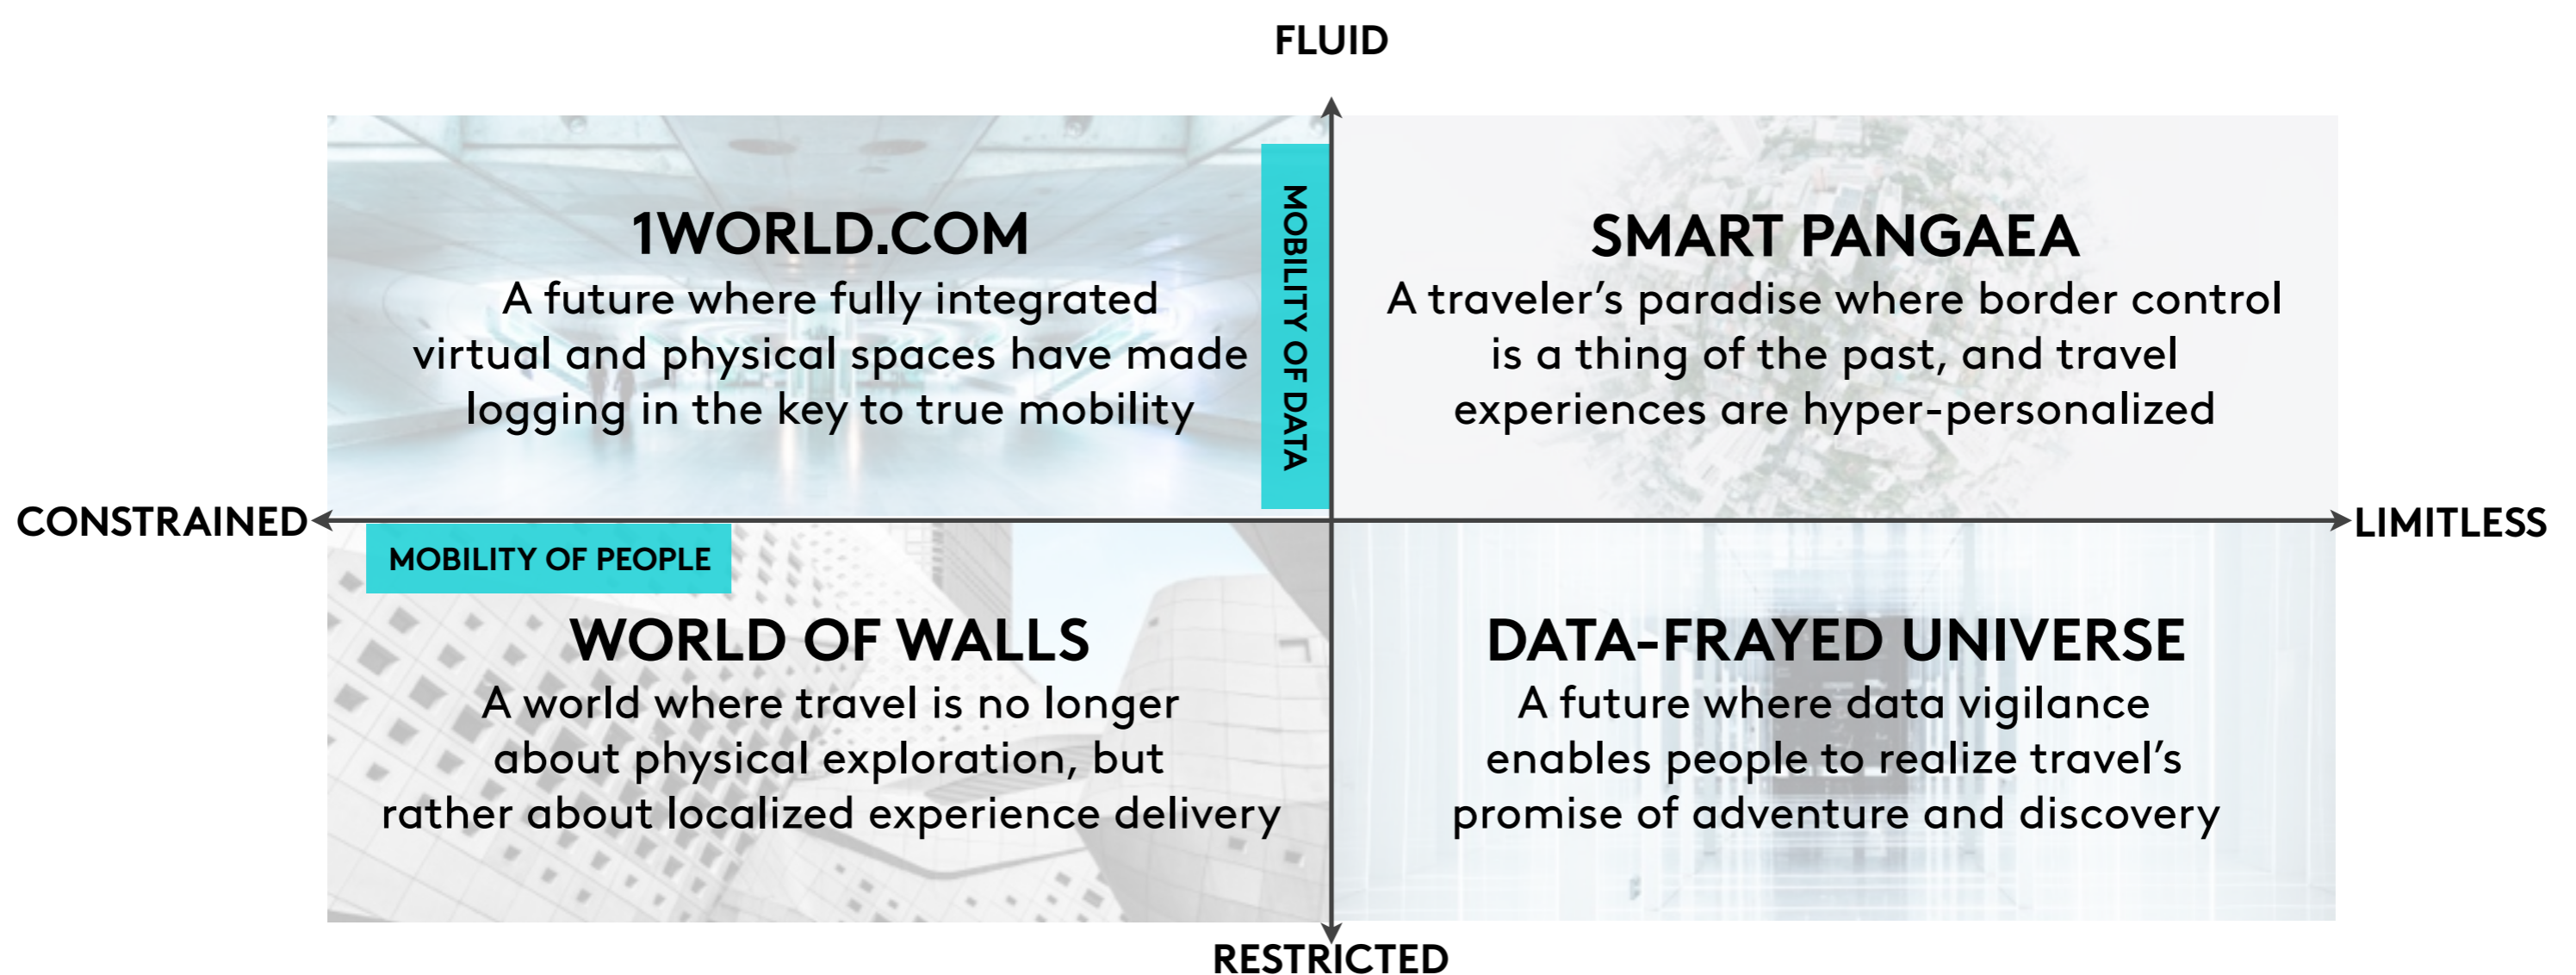 FLUID
1WORLD.COM
A future where fully integrated
virtual and physical spaces have made
logging in the key to true mobility
MOBILITY OF DATA
SMART PANGAEA
A traveler’s paradise where border control
is a thing of the past, and travel
experiences are hyper-personalized
CONSTRAINED
LIMITLESS
MOBILITY OF PEOPLE
WORLD OF WALLS
A world where travel is no longer
about physical exploration, but
rather about localized experience delivery
DATA-FRAYED UNIVERSE
A future where data vigilance
enables people to realize travel’s
promise of adventure and discovery
RESTRICTED